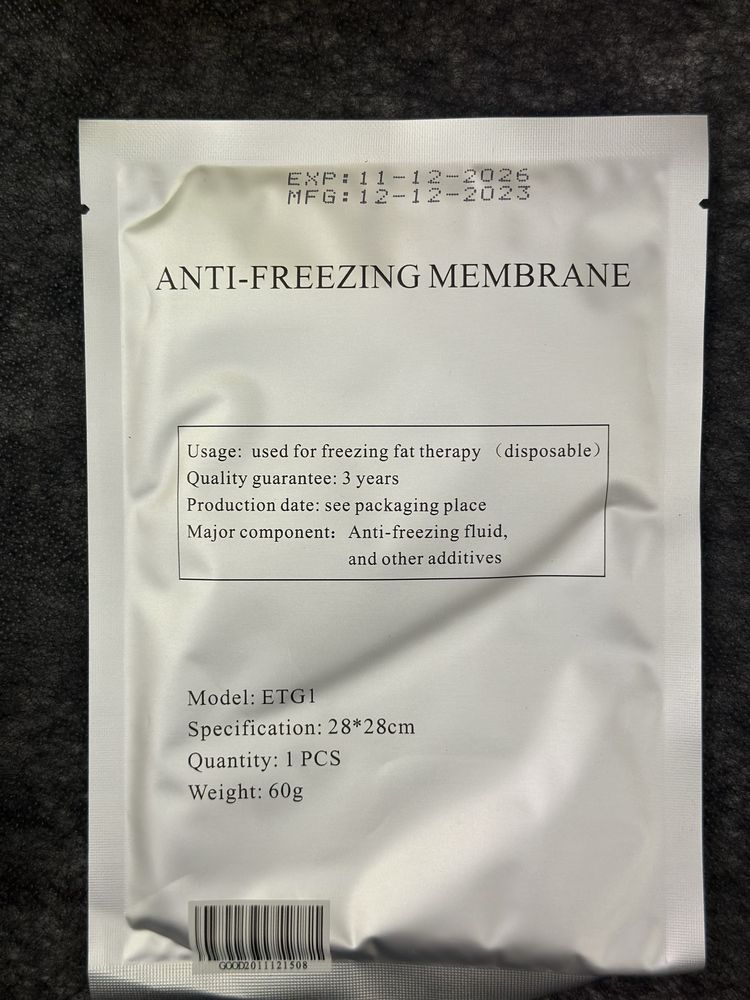 EXP:11-12-2026
MFG:12-12-2023
ANTI-FREEZING MEMBRANE
Usage: used for freezing fat therapy （disposable）
Quality guarantee: 3 years
Production date: see packaging place
Major component: Anti-freezing fluid,
and other additives
Model: ETG1
Specification: 28*28cm
Quantity: 1 PCS
Weight: 60g
GOOD2011121508